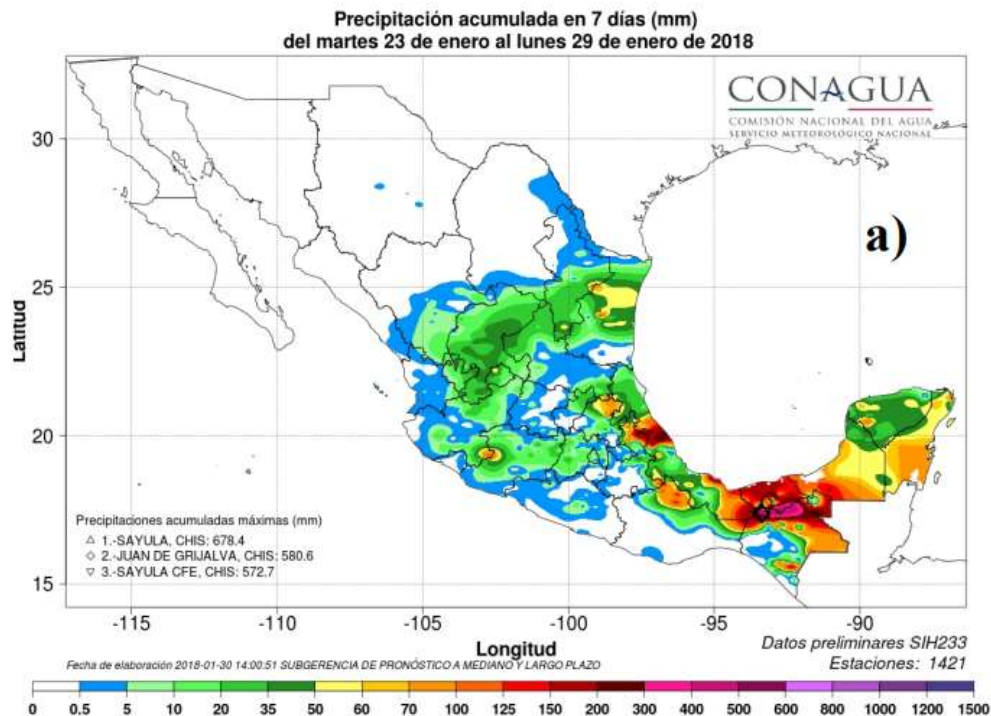 Precipitación acumulada en 7 días (mm)
del martes 23 de enero al lunes 29 de enero de 2018
CONAGUA
COMISIÓN NACIONAL DEL AGUA
SERVICIO METEOROLÓGICO NACIONAL
a)
Latitud
30
25
20
15
Precipitaciones acumuladas máximas (mm)
△ 1.-SAYULA, CHIS: 678.4
◇ 2.-JUAN DE GRIJALVA, CHIS: 580.6
▽ 3.-SAYULA CFE, CHIS: 572.7
-115 -110 -105 -100 -95 -90
Longitud
Datos preliminares SIH233
Estaciones: 1421
Fecha de elaboración 2018-01-30 14:00:51 SUBGERENCIA DE PRONÓSTICO A MEDIANO Y LARGO PLAZO
0 0.5 5 10 20 35 50 60 70 100 125 150 200 300 400 500 600 800 1000 1200 1500